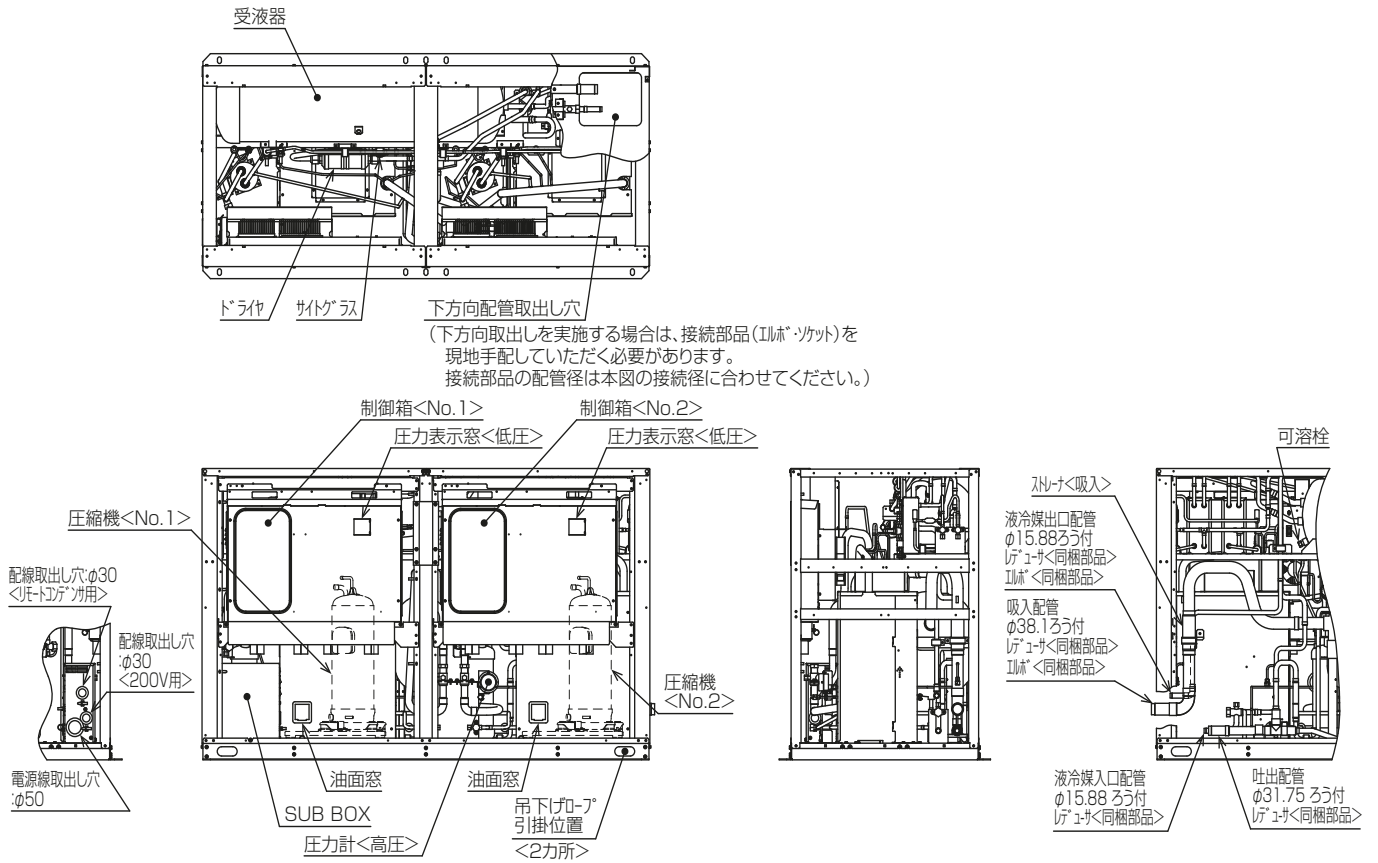 受液器
ドライヤ
サイトグラス
下方向配管取出し穴
(下方向取出しを実施する場合は、接続部品(エルボ・ソケット)を
現地手配していただく必要があります。
接続部品の配管径は本図の接続径に合わせてください。)
制御箱<No.1>
制御箱<No.2>
圧力表示窓<低圧>
圧力表示窓<低圧>
可溶栓
圧縮機<No.1>
ストレーナ<吸入>
液冷媒出口配管
φ15.88ろう付
レデューサ<同梱部品>
エルボ<同梱部品>
配線取出し穴:φ30
<リモートコンデンサ用>
吸入配管
φ38.1ろう付
レデューサ<同梱部品>
エルボ<同梱部品>
配線取出し穴
:φ30
<200V用>
圧縮機
<No.2>
電源線取出し穴
:φ50
油面窓
油面窓
吊下げロープ
引掛位置
<2カ所>
SUB BOX
圧力計<高圧>
液冷媒入口配管
φ15.88 ろう付
レデューサ<同梱部品>
吐出配管
φ31.75 ろう付
レデューサ<同梱部品>